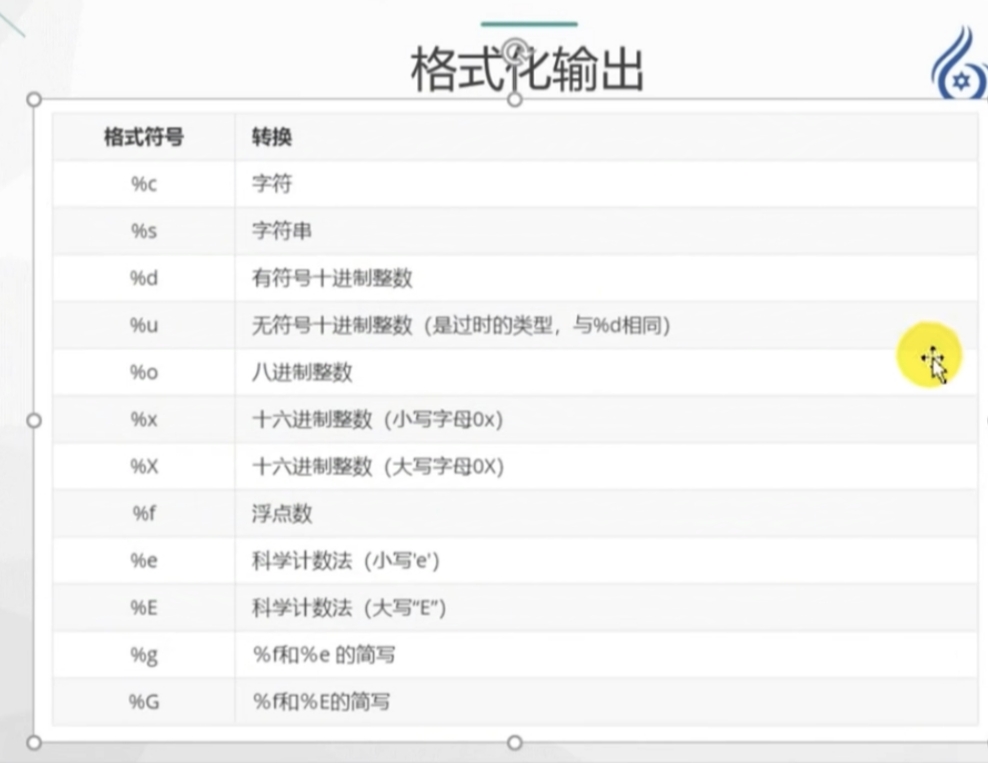 格式化输出
格式符号 转换
%c 字符
%s 字符串
%d 有符号十进制整数
%u 无符号十进制整数（是过时的类型，与%d相同）
%o 八进制整数
%x 十六进制整数（小写字母0x）
%X 十六进制整数（大写字母0X）
%f 浮点数
%e 科学计数法（小写'e'）
%E 科学计数法（大写“E”）
%g %f和%e 的简写
%G %f和%E的简写